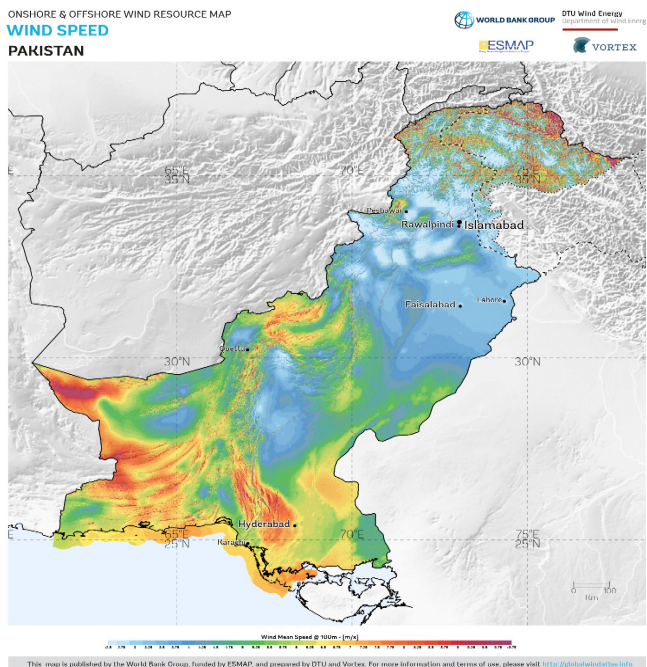 ONSHORE & OFFSHORE WIND RESOURCE MAP
WIND SPEED
PAKISTAN
WORLD BANK GROUP
DTU Wind Energy
Department of Wind Energy
ESMAP
VORTEX
65°E
35°N
70°E
35°N
Peshawar
Rawalpindi
Islamabad
Faisalabad
Lahore
Quetta
30°N
30°N
Hyderabad
Karachi
65°E
25°N
70°E
25°N
0 100
Km
Wind Mean Speed @ 100m - [m/s]
This map is published by the World Bank Group, funded by ESMAP, and prepared by DTU and Vortex. For more information and terms of use, please visit http://globalwindatlas.info